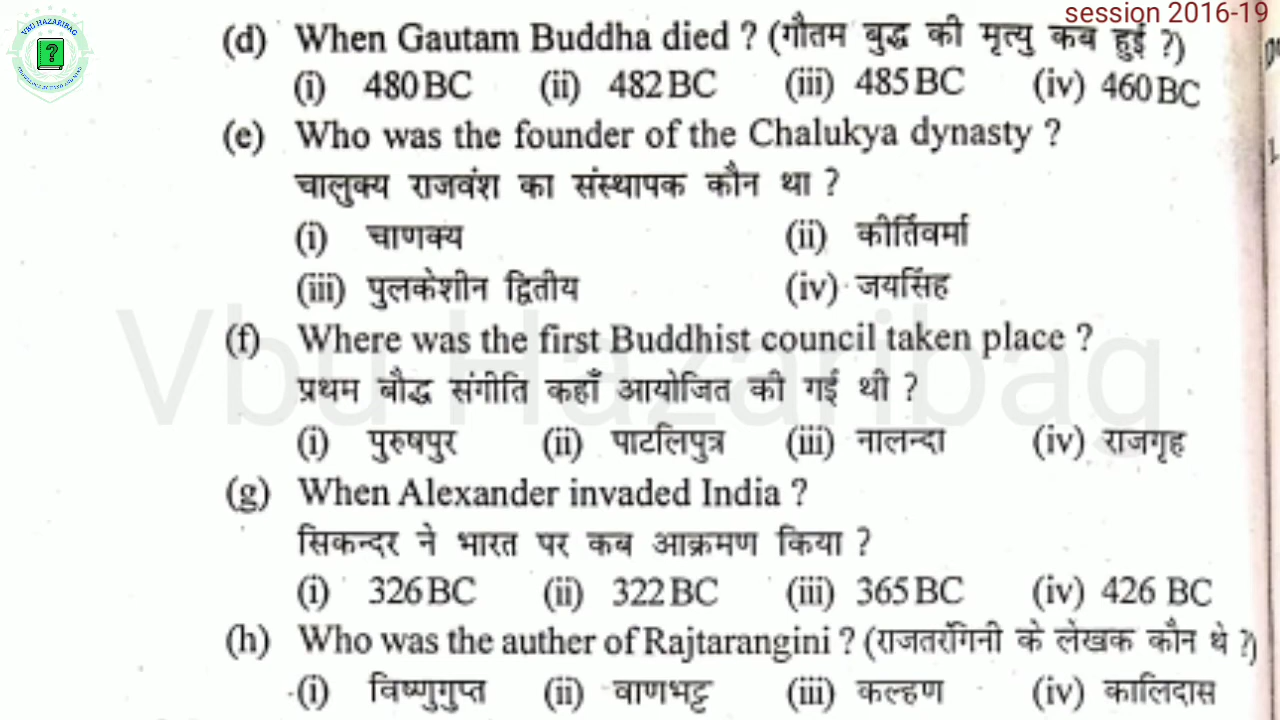 session 2016-19
VBU HAZARIBAG
(d) When Gautam Buddha died ? (गौतम बुद्ध की मृत्यु कब हुई ?)
(i) 480 BC (ii) 482 BC (iii) 485 BC (iv) 460 BC
(e) Who was the founder of the Chalukya dynasty ?
चालुक्य राजवंश का संस्थापक कौन था ?
(i) चाणक्य (ii) कीर्तिवर्मा
(iii) पुलकेशीन द्वितीय (iv) जयसिंह
Vbu Hazaribag
(f) Where was the first Buddhist council taken place ?
प्रथम बौद्ध संगीति कहाँ आयोजित की गई थी ?
(i) पुरुषपुर (ii) पाटलिपुत्र (iii) नालन्दा (iv) राजगृह
(g) When Alexander invaded India ?
सिकन्दर ने भारत पर कब आक्रमण किया ?
(i) 326 BC (ii) 322 BC (iii) 365 BC (iv) 426 BC
(h) Who was the auther of Rajtarangini ? (राजतरंगिनी के लेखक कौन थे ?)
(i) विष्णुगुप्त (ii) वाणभट्ट (iii) कल्हण (iv) कालिदास